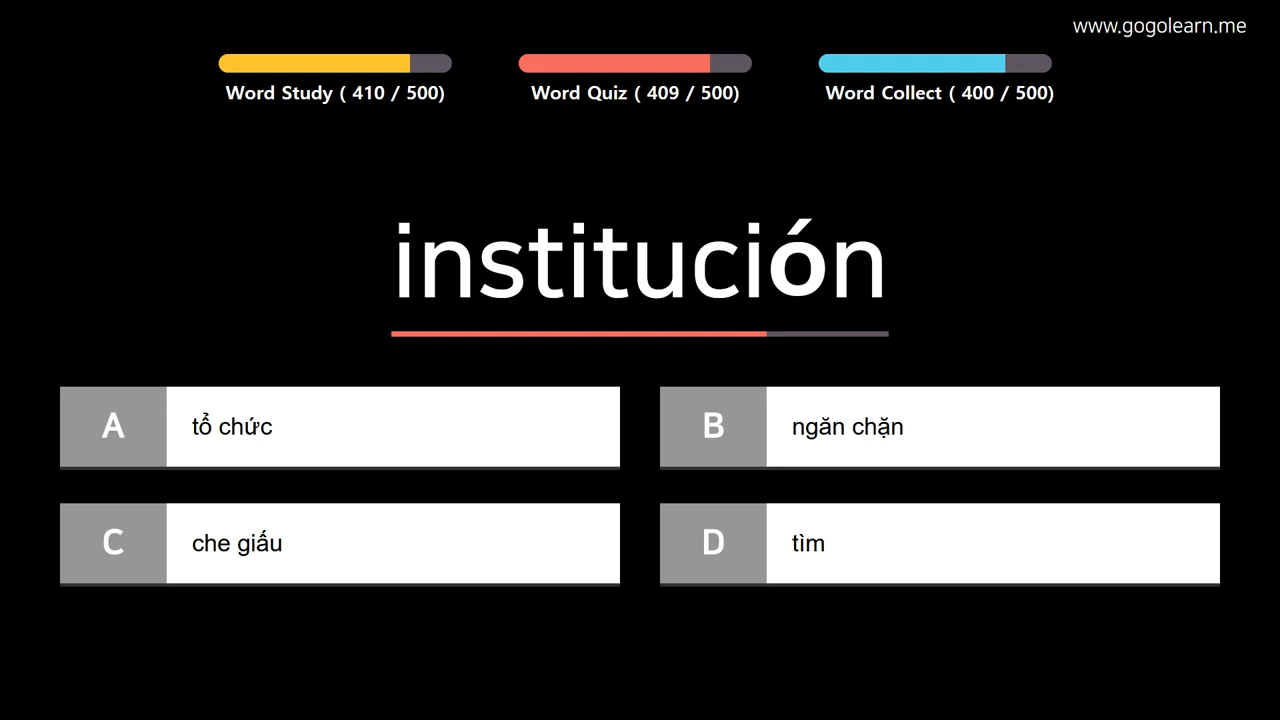 www.gogolearn.me
Word Study ( 410 / 500)
Word Quiz ( 409 / 500)
Word Collect ( 400 / 500)
institución
A tổ chức
B ngăn chặn
C che giấu
D tìm